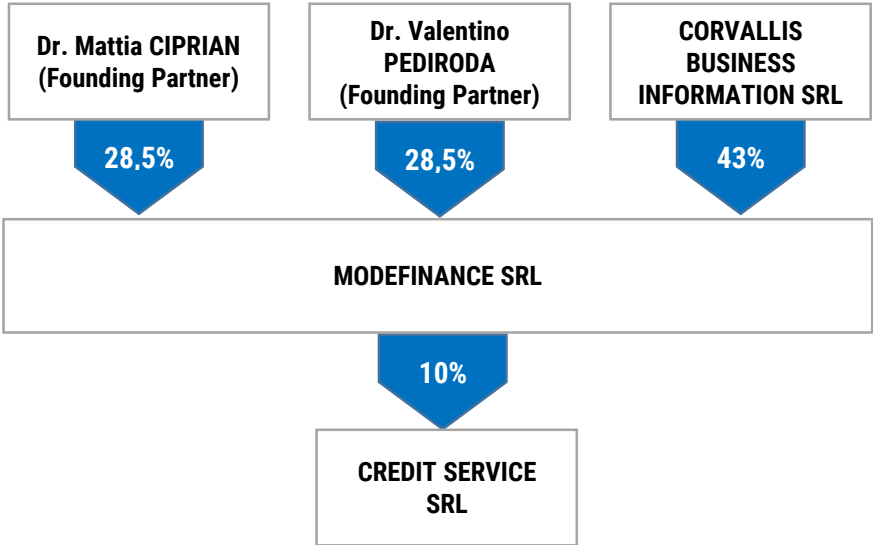 Dr. Mattia CIPRIAN
(Founding Partner)
Dr. Valentino
PEDIRODA
(Founding Partner)
CORVALLIS
BUSINESS
INFORMATION SRL
28,5%
28,5%
43%
MODEFINANCE SRL
10%
CREDIT SERVICE
SRL